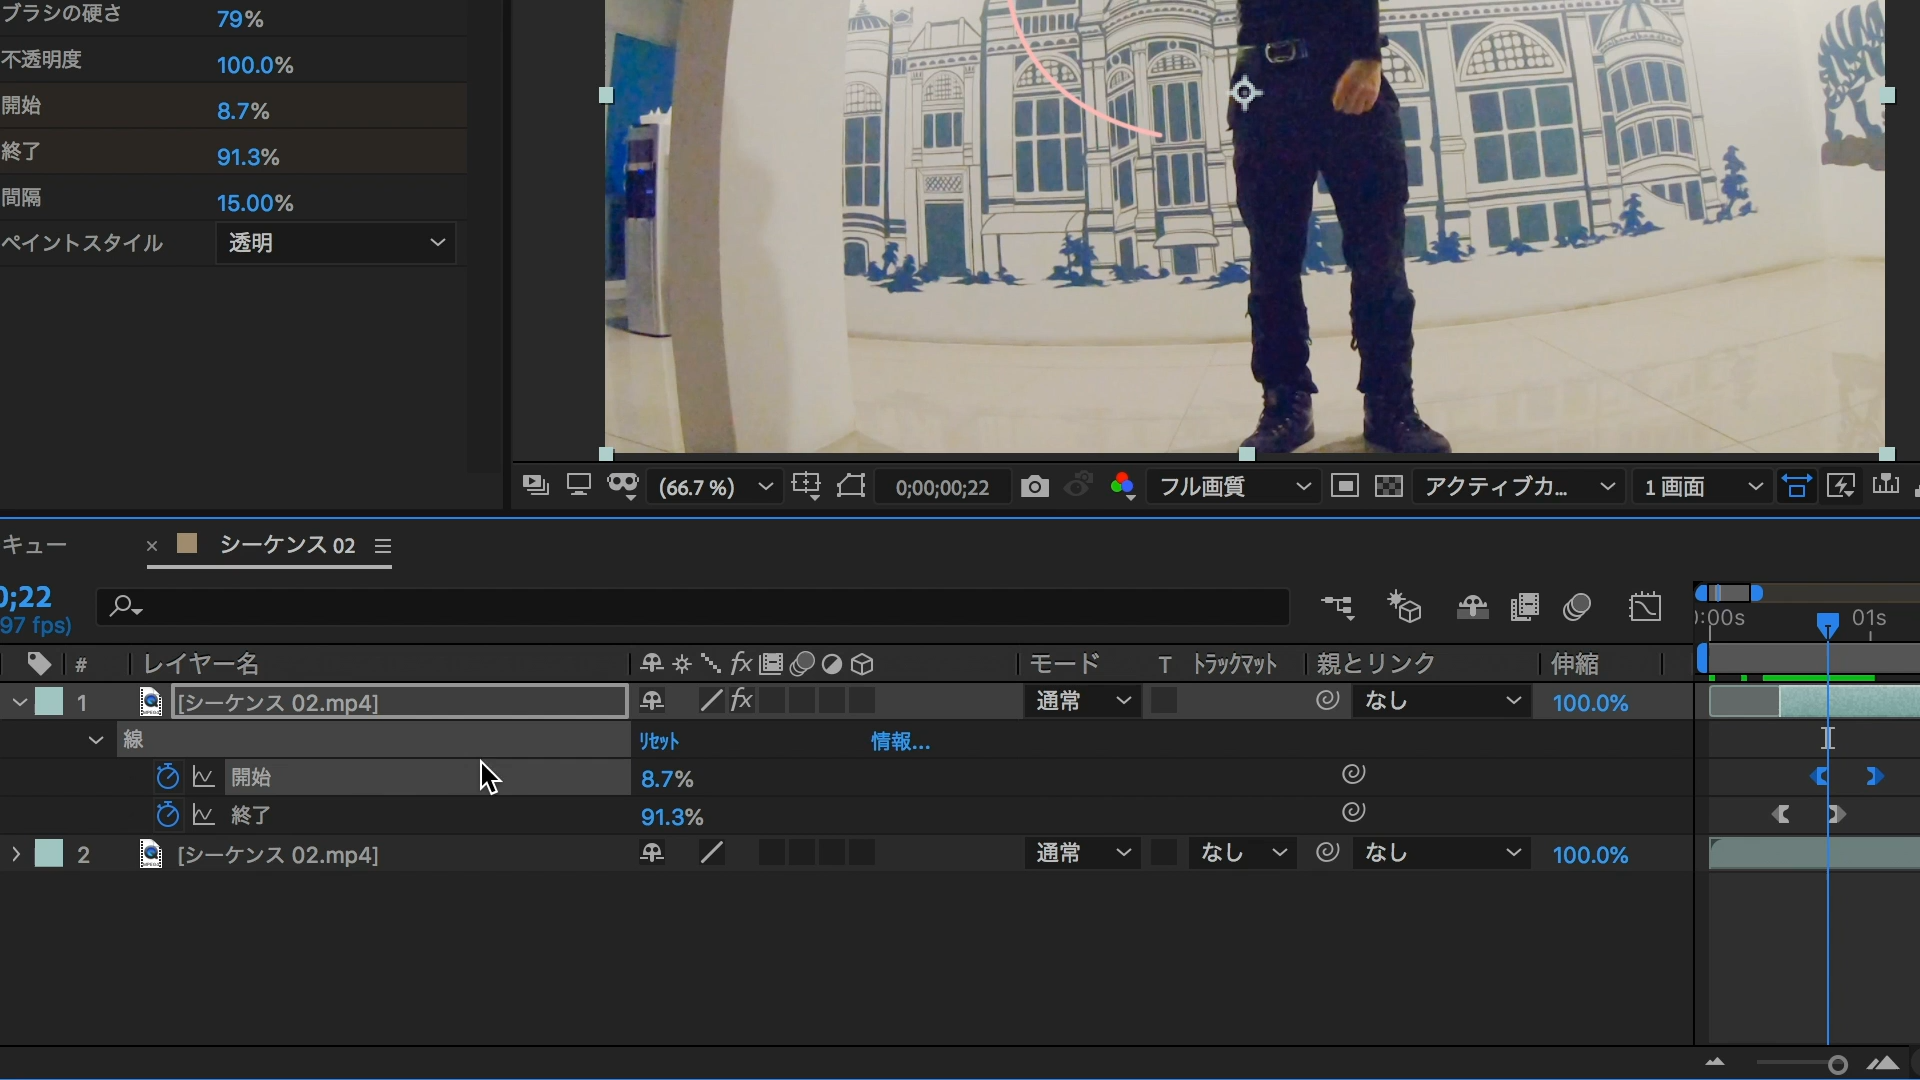 ブラシの硬さ 79%
不透明度 100.0%
開始 8.7%
終了 91.3%
間隔 15.00%
ペイントスタイル 透明
(66.7 %) 0;00;00;22 フル画質 アクティブカ... 1 画面
キュー × シーケンス 02
0;22
97 fps)
):00s 01s
# レイヤー名 fx モード T トラックマット 親とリンク 伸縮
1 [シーケンス 02.mp4] fx 通常 なし 100.0%
線 リセット 情報...
開始 8.7%
終了 91.3%
2 [シーケンス 02.mp4] 通常 なし なし 100.0%